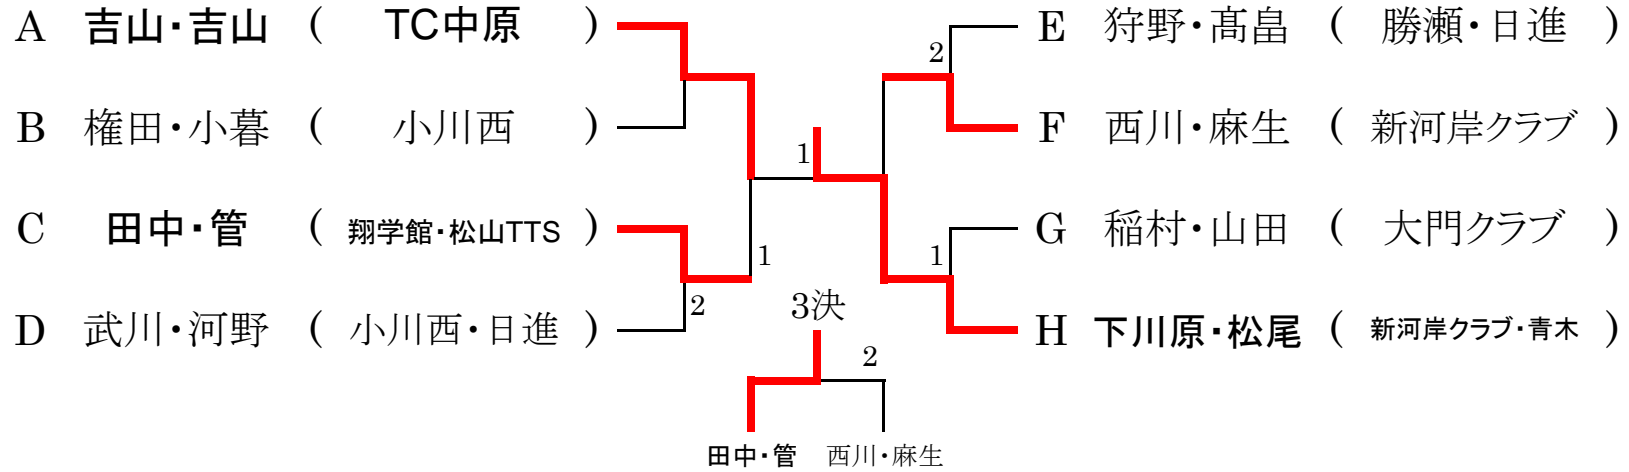 A 吉山・吉山 ( TC中原 )
E 狩野・髙畠 ( 勝瀬・日進 )
2
B 権田・小暮 ( 小川西 )
F 西川・麻生 ( 新河岸クラブ )
1
C 田中・管 ( 翔学館・松山TTS )
G 稲村・山田 ( 大門クラブ )
1
1
2
3決
D 武川・河野 ( 小川西・日進 )
H 下川原・松尾 ( 新河岸クラブ・青木 )
2
田中・管 西川・麻生